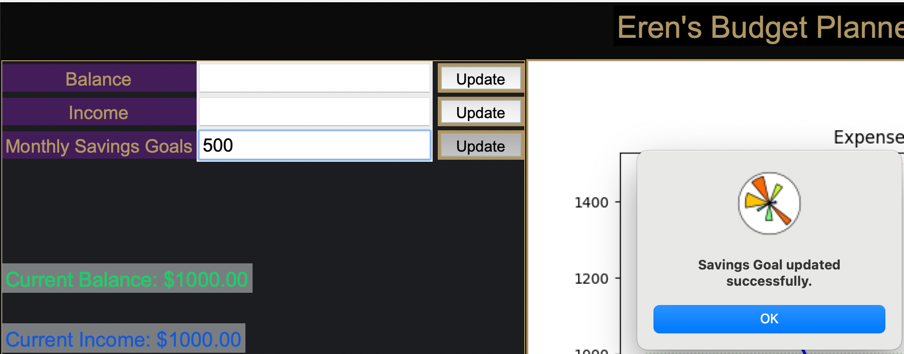 Eren's Budget Planne
Balance
Update
Income
Update
Monthly Savings Goals
500
Update
Expense
1400
1200
1000
Savings Goal updated
successfully.
OK
Current Balance: $1000.00
Current Income: $1000.00